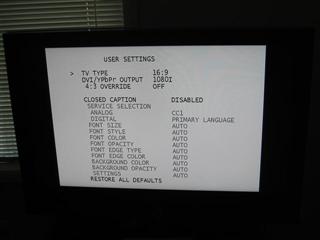 USER SETTINGS
> TV TYPE 16:9
DVI/YPbPr OUTPUT 1080I
4:3 OVERRIDE OFF
CLOSED CAPTION DISABLED
SERVICE SELECTION
ANALOG CC1
DIGITAL PRIMARY LANGUAGE
FONT SIZE AUTO
FONT STYLE AUTO
FONT COLOR AUTO
FONT OPACITY AUTO
FONT EDGE TYPE AUTO
FONT EDGE COLOR AUTO
BACKGROUND COLOR AUTO
BACKGROUND OPACITY AUTO
SETTINGS AUTO
RESTORE ALL DEFAULTS